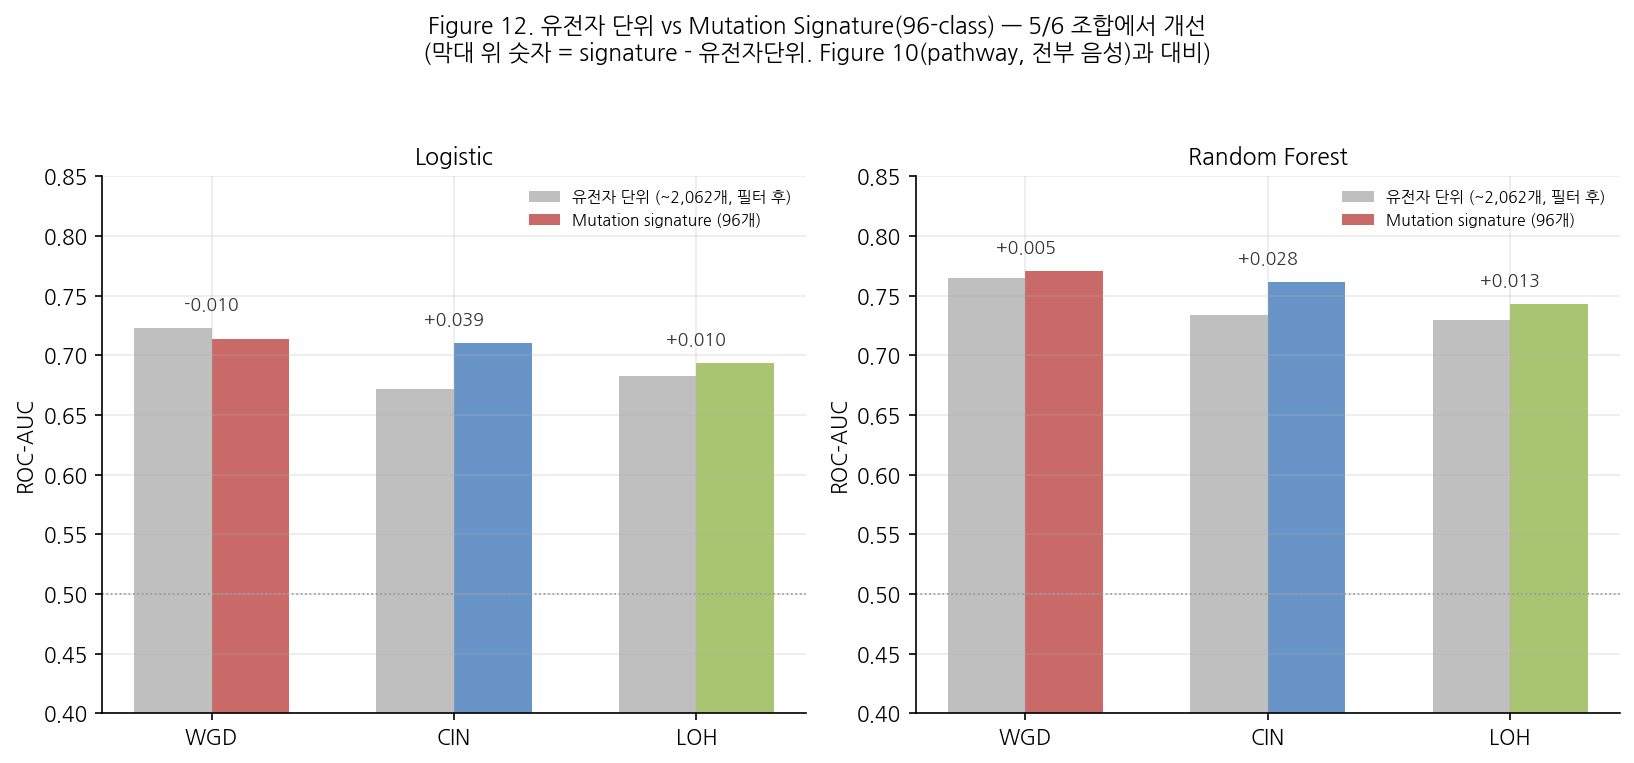 Figure 12. 유전자 단위 vs Mutation Signature(96-class) — 5/6 조합에서 개선
(막대 위 숫자 = signature - 유전자단위. Figure 10(pathway, 전부 음성)과 대비)
Logistic
0.85
0.80
0.75
0.70
0.65
0.60
0.55
0.50
0.45
0.40
ROC-AUC
유전자 단위 (~2,062개, 필터 후)
Mutation signature (96개)
-0.010
+0.039
+0.010
WGD
CIN
LOH
Random Forest
0.85
0.80
0.75
0.70
0.65
0.60
0.55
0.50
0.45
0.40
ROC-AUC
유전자 단위 (~2,062개, 필터 후)
Mutation signature (96개)
+0.005
+0.028
+0.013
WGD
CIN
LOH